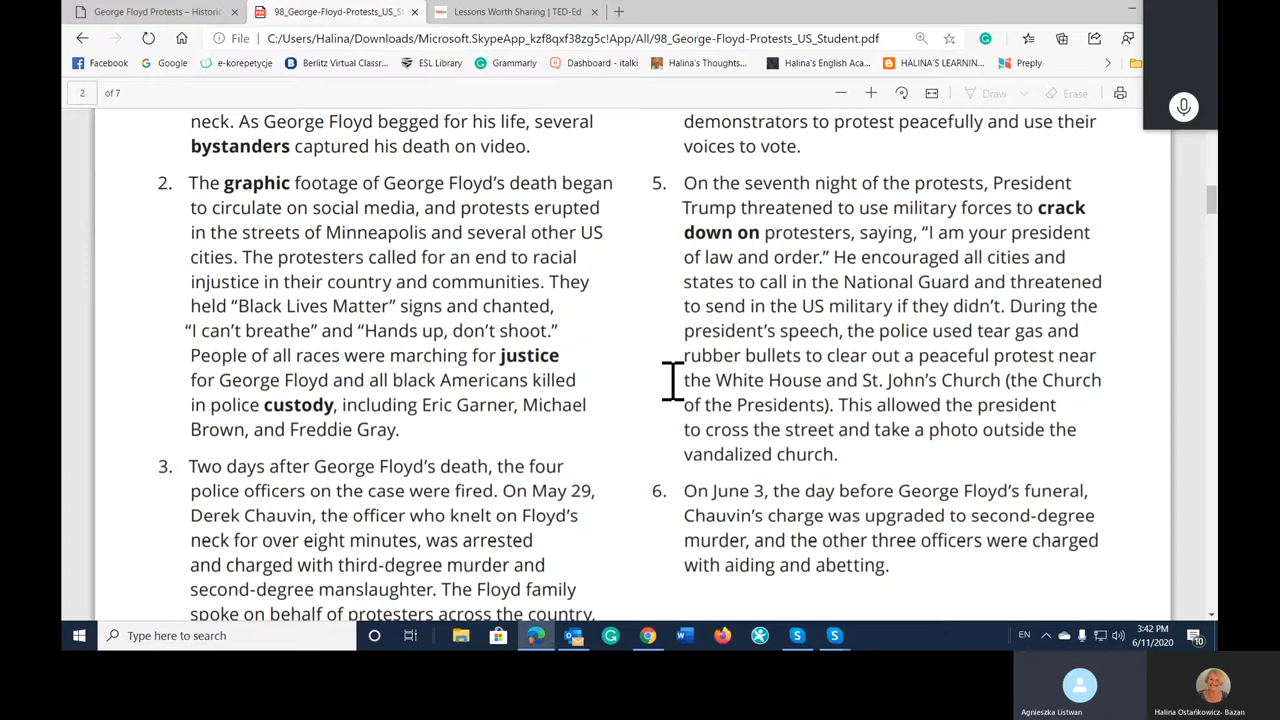 George Floyd Protests – Historic
98_George-Floyd-Protests_US_St
Lessons Worth Sharing | TED-Ed
File C:/Users/Halina/Downloads/Microsoft.SkypeApp_kzf8qxf38zg5c!App/All/98_George-Floyd-Protests_US_Student.pdf
Facebook Google e-korepetycje Berlitz Virtual Classr... ESL Library Grammarly Dashboard - italki Halina's Thoughts... Halina's English Aca... HALINA'S LEARNIN... Preply
2 of 7 Draw Erase
neck. As George Floyd begged for his life, several
bystanders captured his death on video.
2. The graphic footage of George Floyd's death began
to circulate on social media, and protests erupted
in the streets of Minneapolis and several other US
cities. The protesters called for an end to racial
injustice in their country and communities. They
held “Black Lives Matter” signs and chanted,
“I can't breathe” and “Hands up, don't shoot.”
People of all races were marching for justice
for George Floyd and all black Americans killed
in police custody, including Eric Garner, Michael
Brown, and Freddie Gray.
3. Two days after George Floyd's death, the four
police officers on the case were fired. On May 29,
Derek Chauvin, the officer who knelt on Floyd's
neck for over eight minutes, was arrested
and charged with third-degree murder and
second-degree manslaughter. The Floyd family
spoke on behalf of protesters across the country,
demonstrators to protest peacefully and use their
voices to vote.
5. On the seventh night of the protests, President
Trump threatened to use military forces to crack
down on protesters, saying, “I am your president
of law and order.” He encouraged all cities and
states to call in the National Guard and threatened
to send in the US military if they didn't. During the
president's speech, the police used tear gas and
rubber bullets to clear out a peaceful protest near
the White House and St. John's Church (the Church
of the Presidents). This allowed the president
to cross the street and take a photo outside the
vandalized church.
6. On June 3, the day before George Floyd's funeral,
Chauvin's charge was upgraded to second-degree
murder, and the other three officers were charged
with aiding and abetting.
Type here to search
EN
3:42 PM
6/11/2020
10
Agnieszka Listwan
Halina Ostańkowicz- Bazan